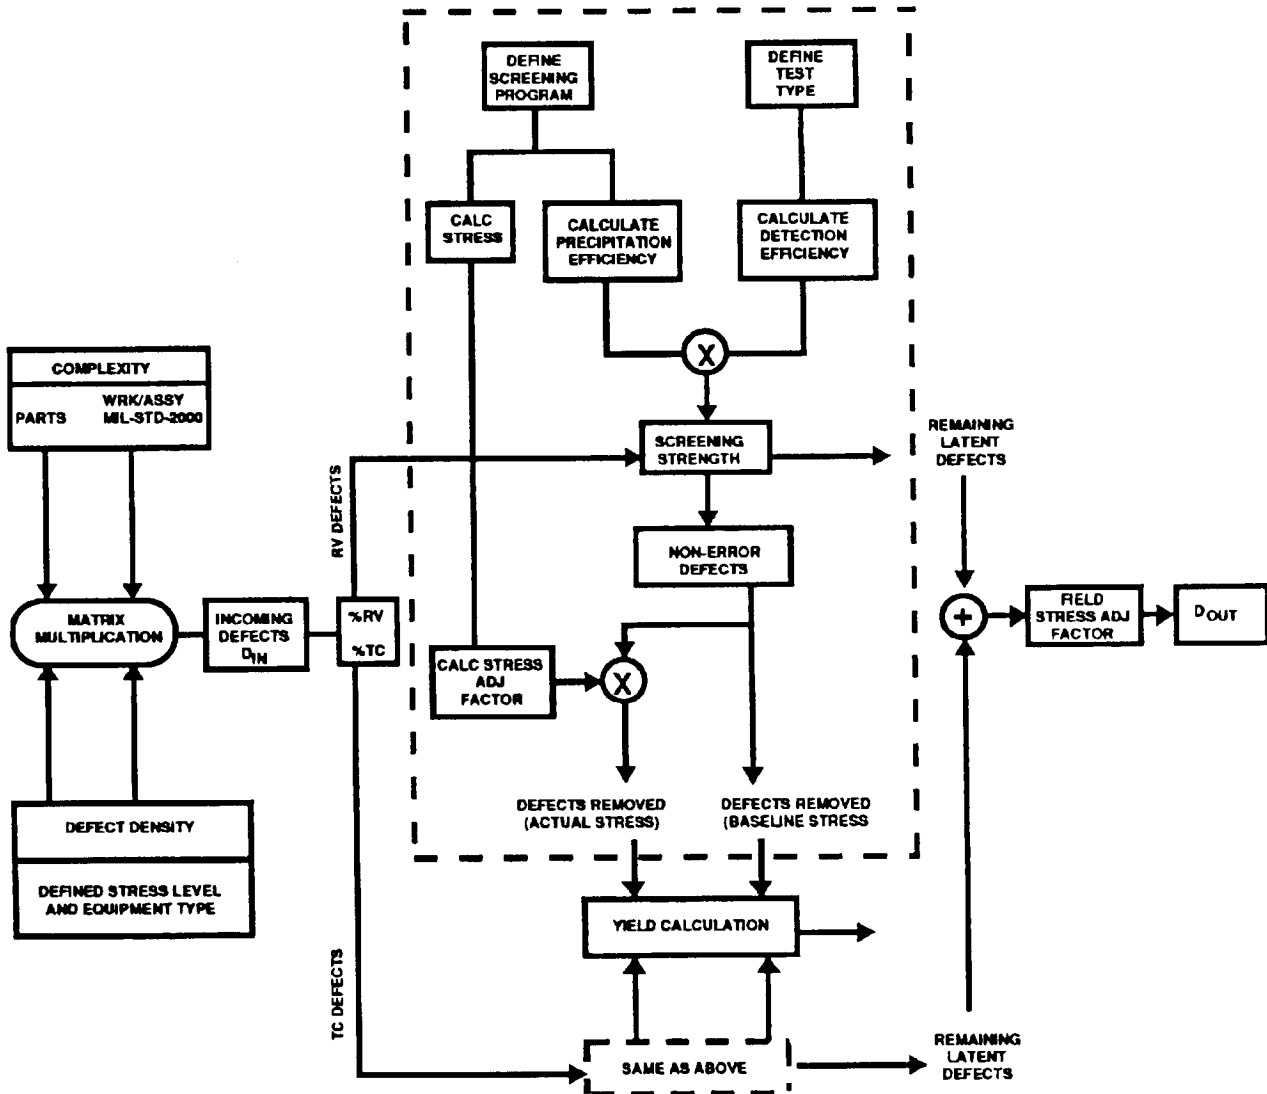 DEFINE
SCREENING
PROGRAM
DEFINE
TEST
TYPE
CALC
STRESS
CALCULATE
PRECIPITATION
EFFICIENCY
CALCULATE
DETECTION
EFFICIENCY
X
COMPLEXITY
PARTS
WRK/ASSY
MIL-STD-2000
SCREENING
STRENGTH
REMAINING
LATENT
DEFECTS
RV DEFECTS
NON-ERROR
DEFECTS
MATRIX
MULTIPLICATION
INCOMING
DEFECTS
DIN
%RV
%TC
CALC STRESS
ADJ
FACTOR
X
+
FIELD
STRESS ADJ
FACTOR
DOUT
DEFECTS REMOVED
(ACTUAL STRESS)
DEFECTS REMOVED
(BASELINE STRESS
DEFECT DENSITY
DEFINED STRESS LEVEL
AND EQUIPMENT TYPE
YIELD CALCULATION
TC DEFECTS
SAME AS ABOVE
REMAINING
LATENT
DEFECTS